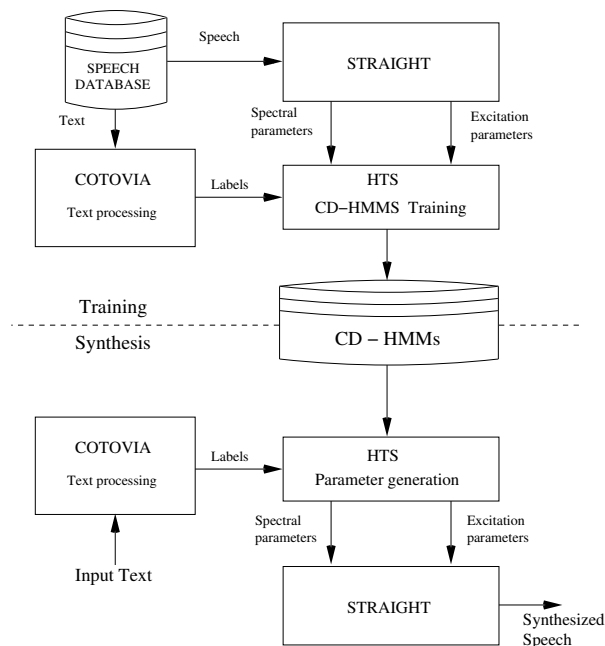 Speech
SPEECH
DATABASE
STRAIGHT
Text
Spectral
parameters
Excitation
parameters
COTOVIA
Text processing
Labels
HTS
CD−HMMS Training
Training
Synthesis
CD − HMMs
COTOVIA
Text processing
Labels
HTS
Parameter generation
Spectral
parameters
Excitation
parameters
Input Text
STRAIGHT
Synthesized
Speech